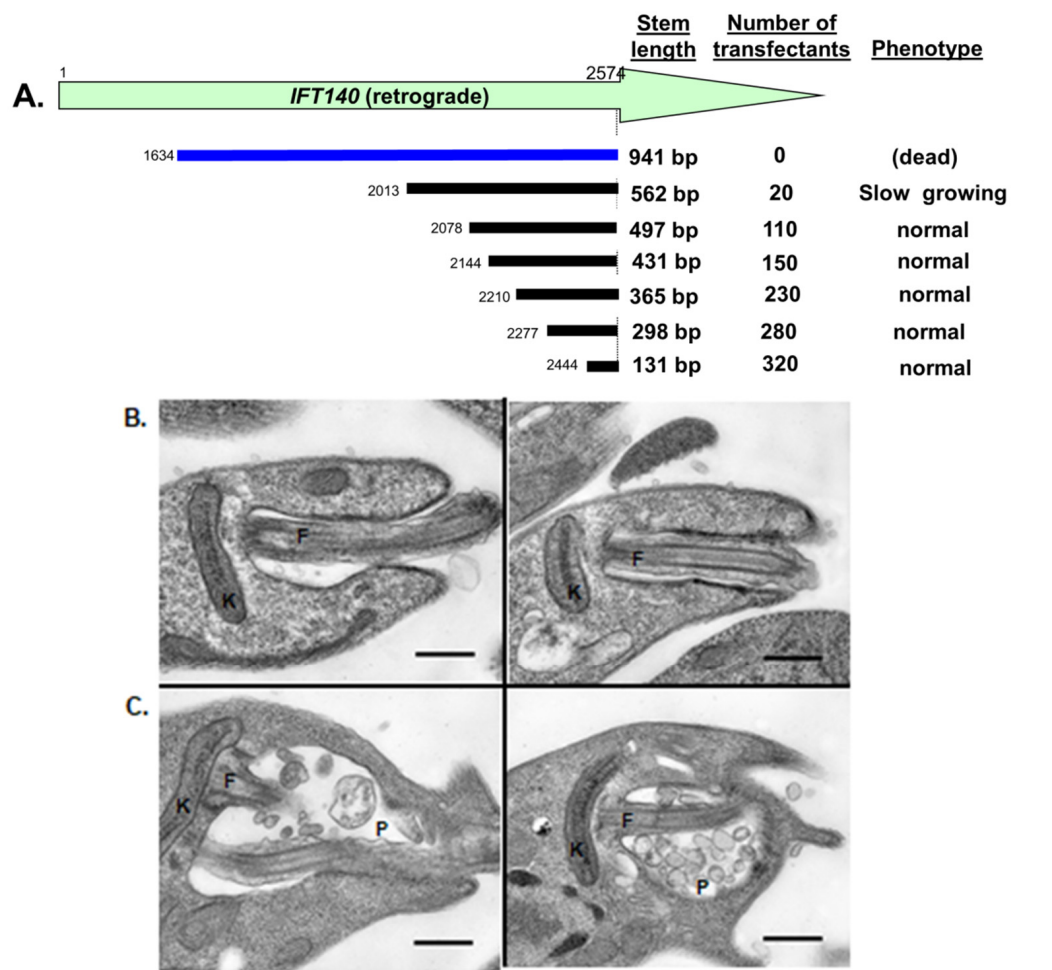 Stem length
Number of transfectants
Phenotype
A.
1
2574
IFT140 (retrograde)
1634
941 bp
0
(dead)
2013
562 bp
20
Slow growing
2078
497 bp
110
normal
2144
431 bp
150
normal
2210
365 bp
230
normal
2277
298 bp
280
normal
2444
131 bp
320
normal
B.
F
K
F
K
C.
F
K
P
F
K
P